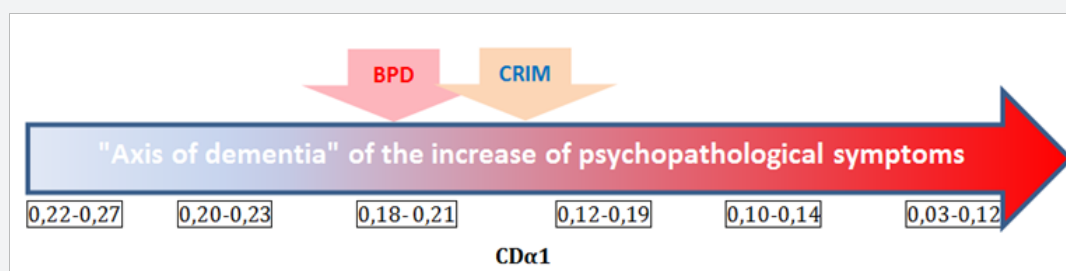 BPD CRIM
"Axis of dementia" of the increase of psychopathological symptoms
0,22-0,27 0,20-0,23 0,18- 0,21 0,12-0,19 0,10-0,14 0,03-0,12
CDα1